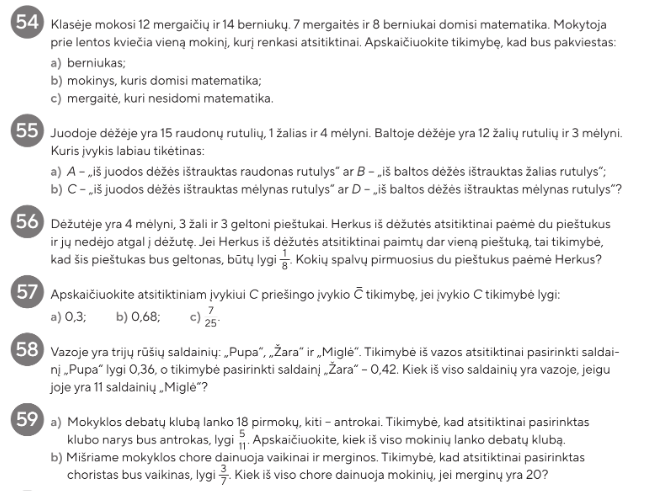 54 Klasėje mokosi 12 mergaičių ir 14 berniukų. 7 mergaitės ir 8 berniukai domisi matematika. Mokytoja
prie lentos kviečia vieną mokinį, kurį renkasi atsitiktinai. Apskaičiuokite tikimybę, kad bus pakviestas:
a) berniukas;
b) mokinys, kuris domisi matematika;
c) mergaitė, kuri nesidomi matematika.
55 Juodoje dėžėje yra 15 raudonų rutulių, 1 žalias ir 4 mėlyni. Baltoje dėžėje yra 12 žalių rutulių ir 3 mėlyni.
Kuris įvykis labiau tikėtinas:
a) A – „iš juodos dėžės ištrauktas raudonas rutulys“ ar B – „iš baltos dėžės ištrauktas žalias rutulys“;
b) C – „iš juodos dėžės ištrauktas mėlynas rutulys“ ar D – „iš baltos dėžės ištrauktas mėlynas rutulys“?
56 Dėžutėje yra 4 mėlyni, 3 žali ir 3 geltoni pieštukai. Herkus iš dėžutės atsitiktinai paėmė du pieštukus
ir jų nedėjo atgal į dėžutę. Jei Herkus iš dėžutės atsitiktinai paimtų dar vieną pieštuką, tai tikimybė,
kad šis pieštukas bus geltonas, būtų lygi 1/8. Kokių spalvų pirmuosius du pieštukus paėmė Herkus?
57 Apskaičiuokite atsitiktiniam įvykiui C priešingo įvykio C̅ tikimybę, jei įvykio C tikimybė lygi:
a) 0,3; b) 0,68; c) 7/25.
58 Vazoje yra trijų rūšių saldainių: „Pupa“, „Žara“ ir „Miglė“. Tikimybė iš vazos atsitiktinai pasirinkti saldai-
nį „Pupa“ lygi 0,36, o tikimybė pasirinkti saldainį „Žara“ – 0,42. Kiek iš viso saldainių yra vazoje, jeigu
joje yra 11 saldainių „Miglė“?
59 a) Mokyklos debatų klubą lanko 18 pirmokų, kiti – antrokai. Tikimybė, kad atsitiktinai pasirinktas
klubo narys bus antrokas, lygi 5/11. Apskaičiuokite, kiek iš viso mokinių lanko debatų klubą.
b) Mišriame mokyklos chore dainuoja vaikinai ir merginos. Tikimybė, kad atsitiktinai pasirinktas
choristas bus vaikinas, lygi 3/7. Kiek iš viso chore dainuoja mokinių, jei merginų yra 20?